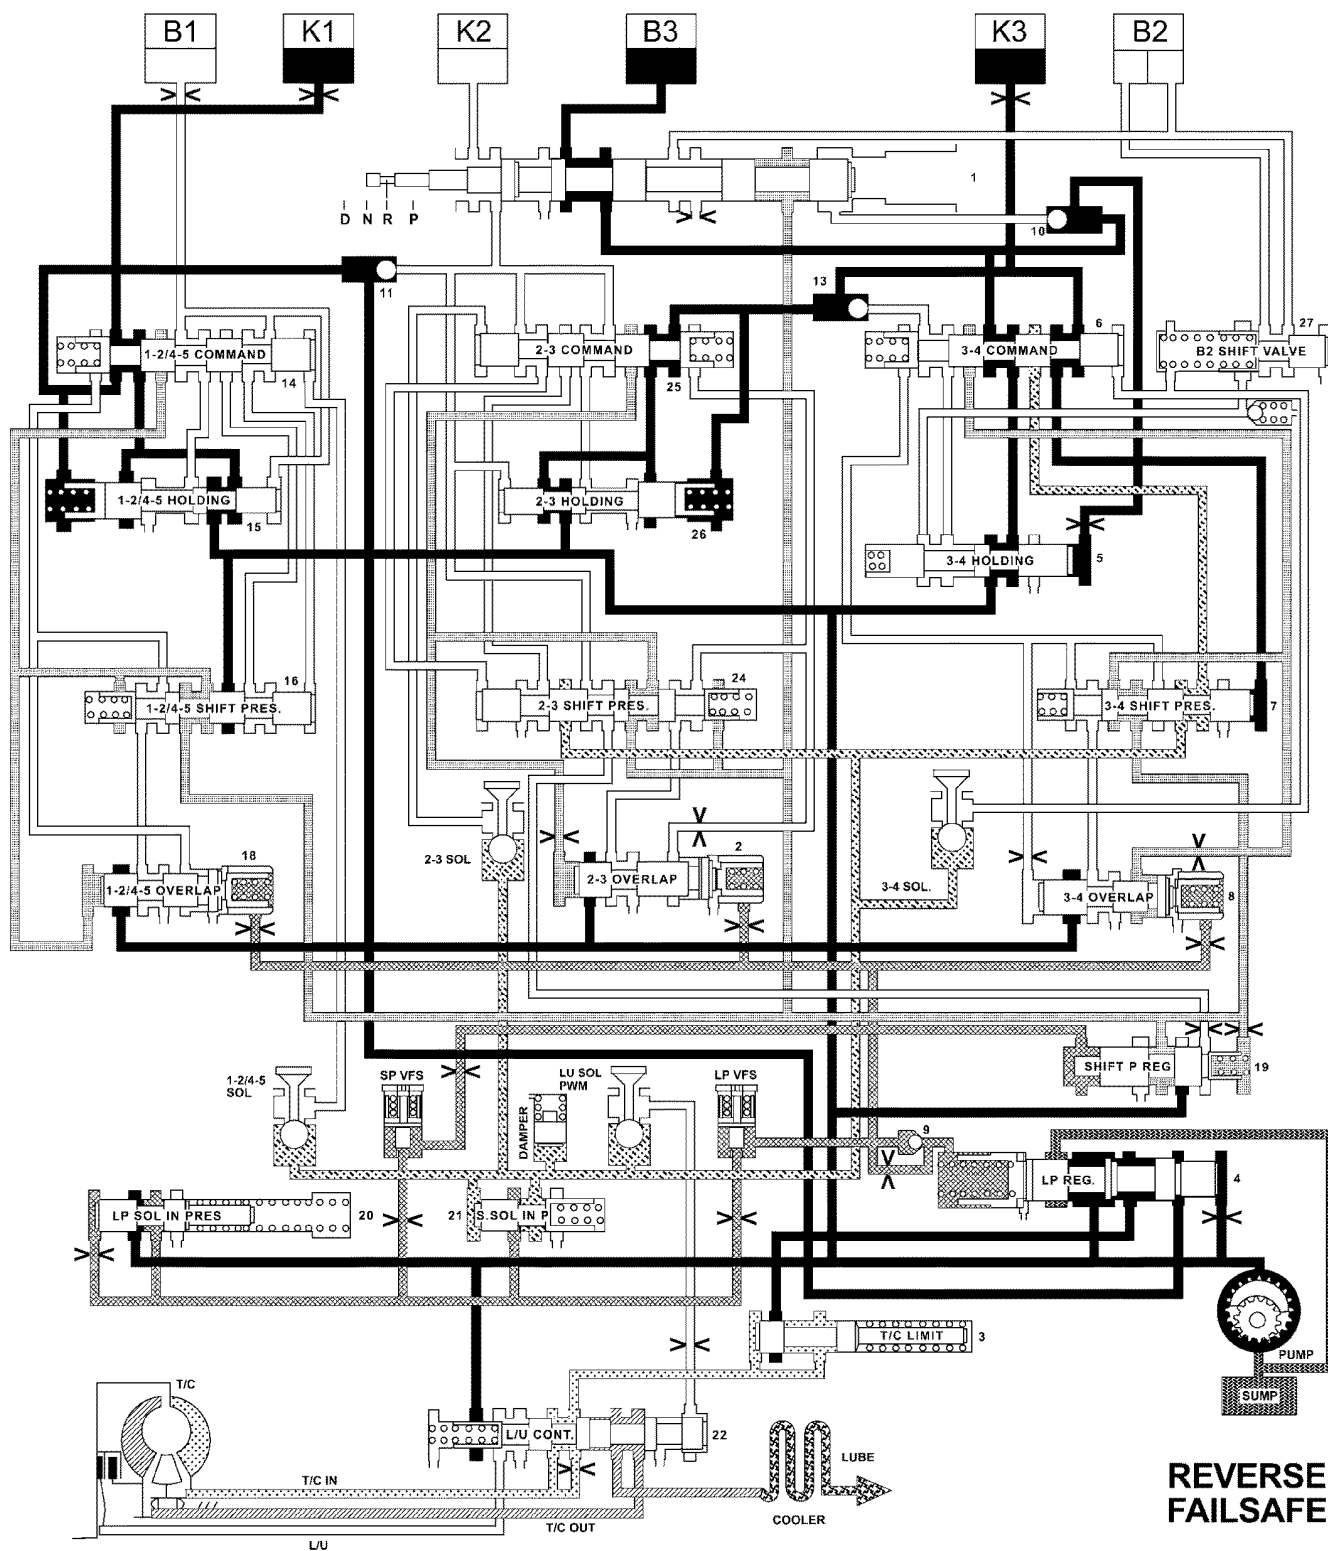 B1
K1
K2
B3
K3
B2
1
D N R P
10
11
13
6
27
1-2/4-5 COMMAND
14
2-3 COMMAND
25
3-4 COMMAND
B2 SHIFT VALVE
1-2/4-5 HOLDING
15
2-3 HOLDING
26
3-4 HOLDING
5
16
1-2/4-5 SHIFT PRES.
24
2-3 SHIFT PRES.
3-4 SHIFT PRES.
7
18
1-2/4-5 OVERLAP
2-3 SOL
2
2-3 OVERLAP
3-4 SOL.
3-4 OVERLAP
8
1-2/4-5
SOL
SP VFS
LU SOL
PWM
LP VFS
SHIFT P REG
19
DAMPER
9
LP REG.
4
LP SOL IN PRES
20
21
S.SOL IN P
T/C LIMIT
3
PUMP
SUMP
T/C
L/U CONT.
22
T/C IN
LUBE
COOLER
T/C OUT
L/U
REVERSE
FAILSAFE